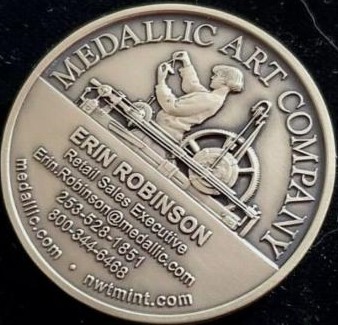 MEDALLIC ART COMPANY
ERIN ROBINSON
Retail Sales Executive
Erin.Robinson@medallic.com
253-528-1351
800-344-6468
medallic.com • nwtmint.com